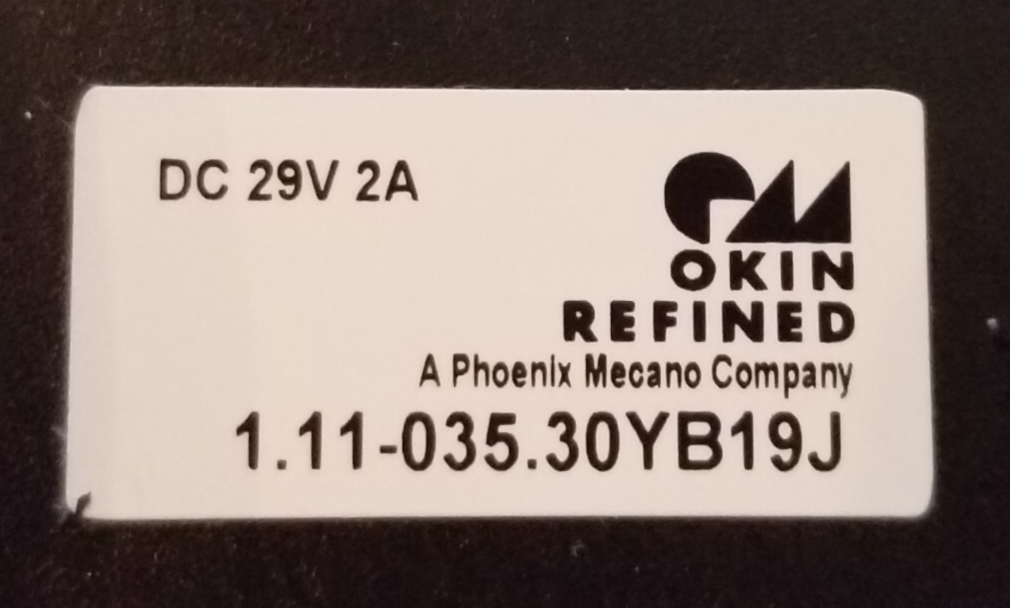 DC 29V 2A
OKIN
REFINED
A Phoenix Mecano Company
1.11-035.30YB19J